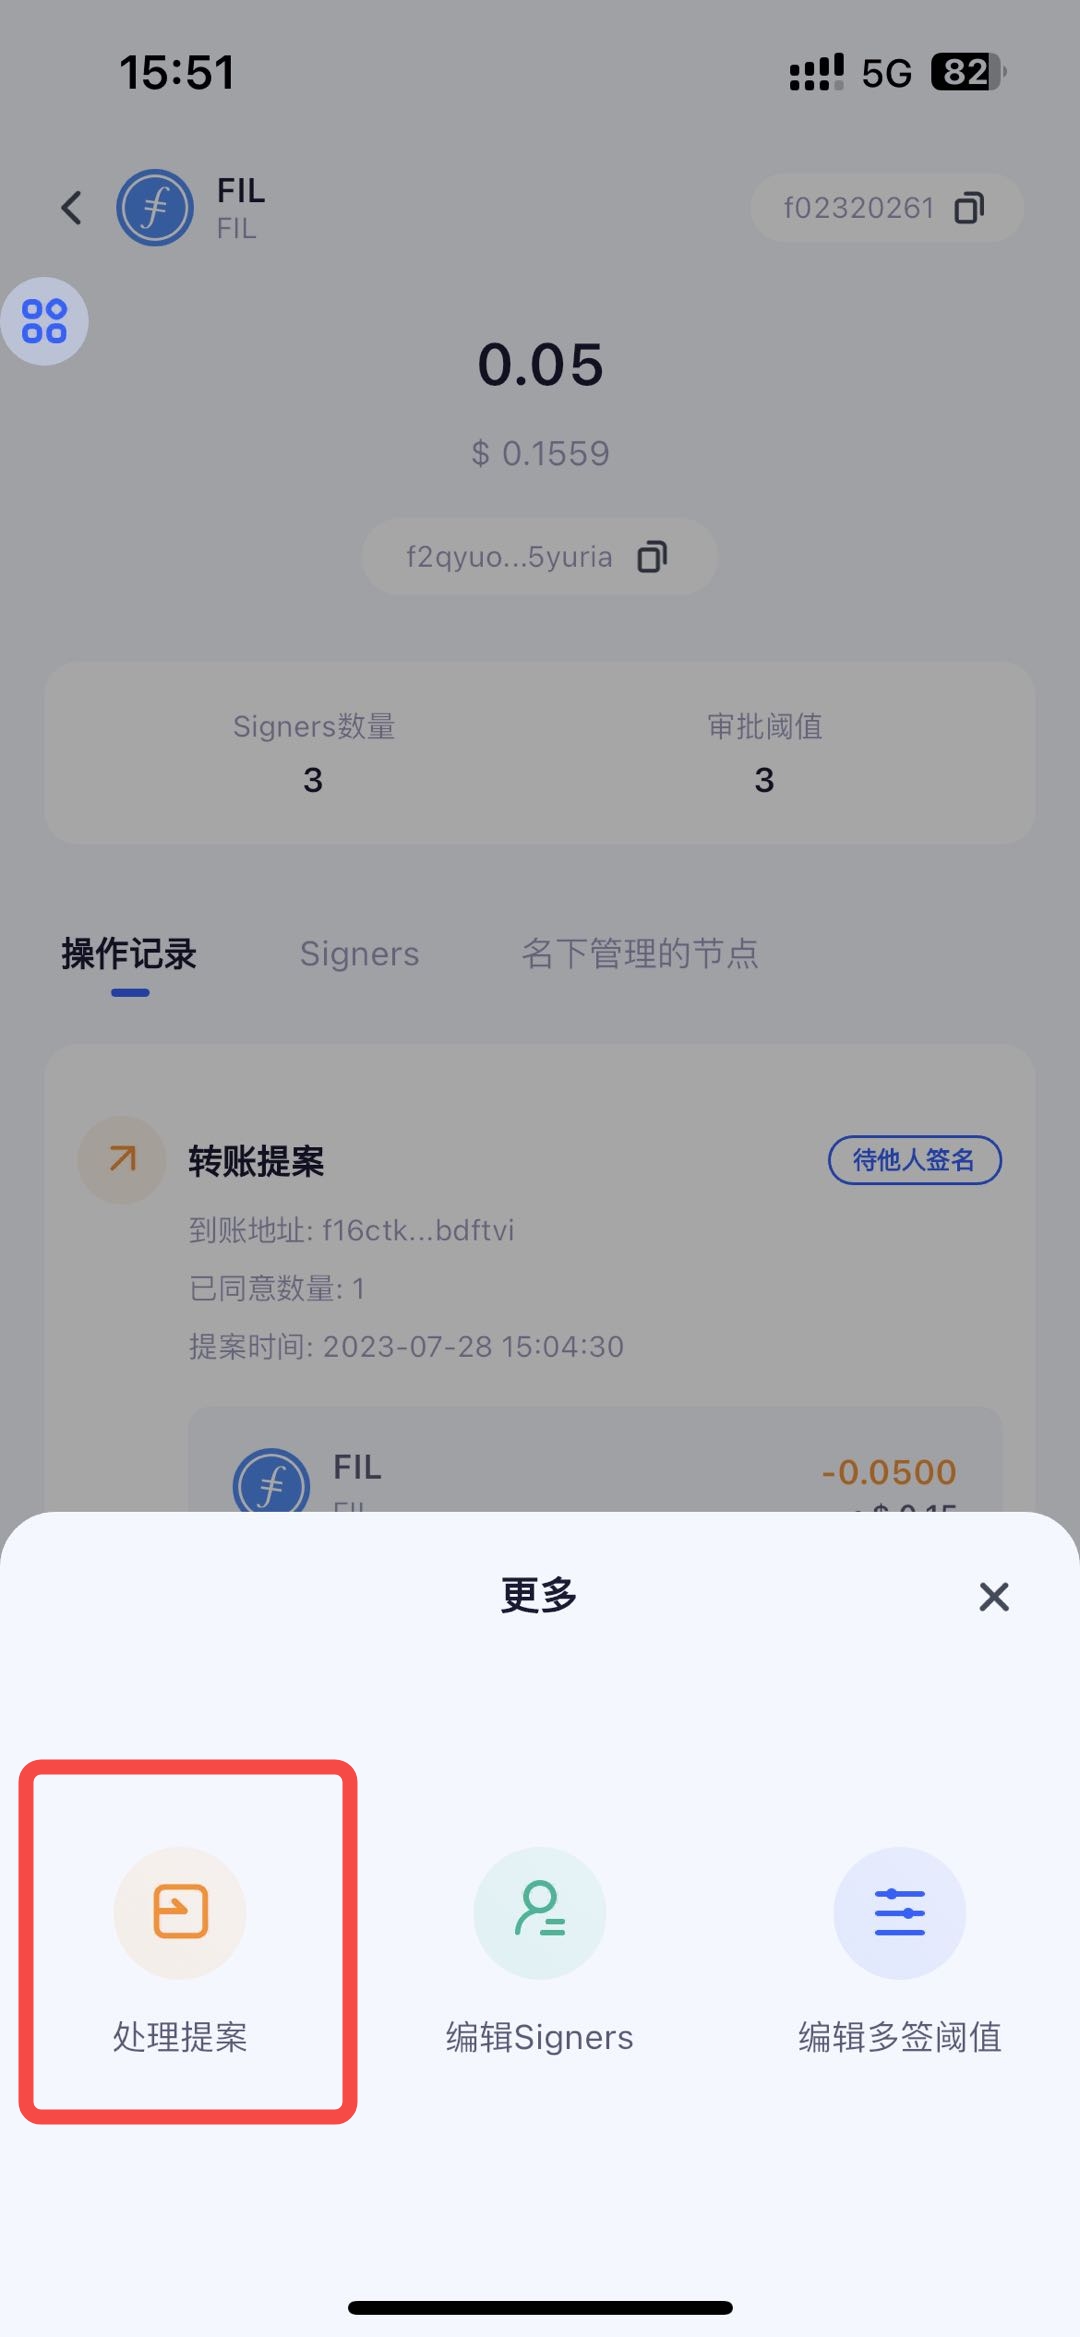 15:51
5G 82
FIL
FIL
f02320261
0.05
$ 0.1559
f2qyuo...5yuria
Signers数量
审批阈值
3
3
操作记录 Signers 名下管理的节点
转账提案
待他人签名
到账地址: f16ctk...bdftvi
已同意数量: 1
提案时间: 2023-07-28 15:04:30
FIL
-0.0500
更多
处理提案
编辑Signers
编辑多签阈值